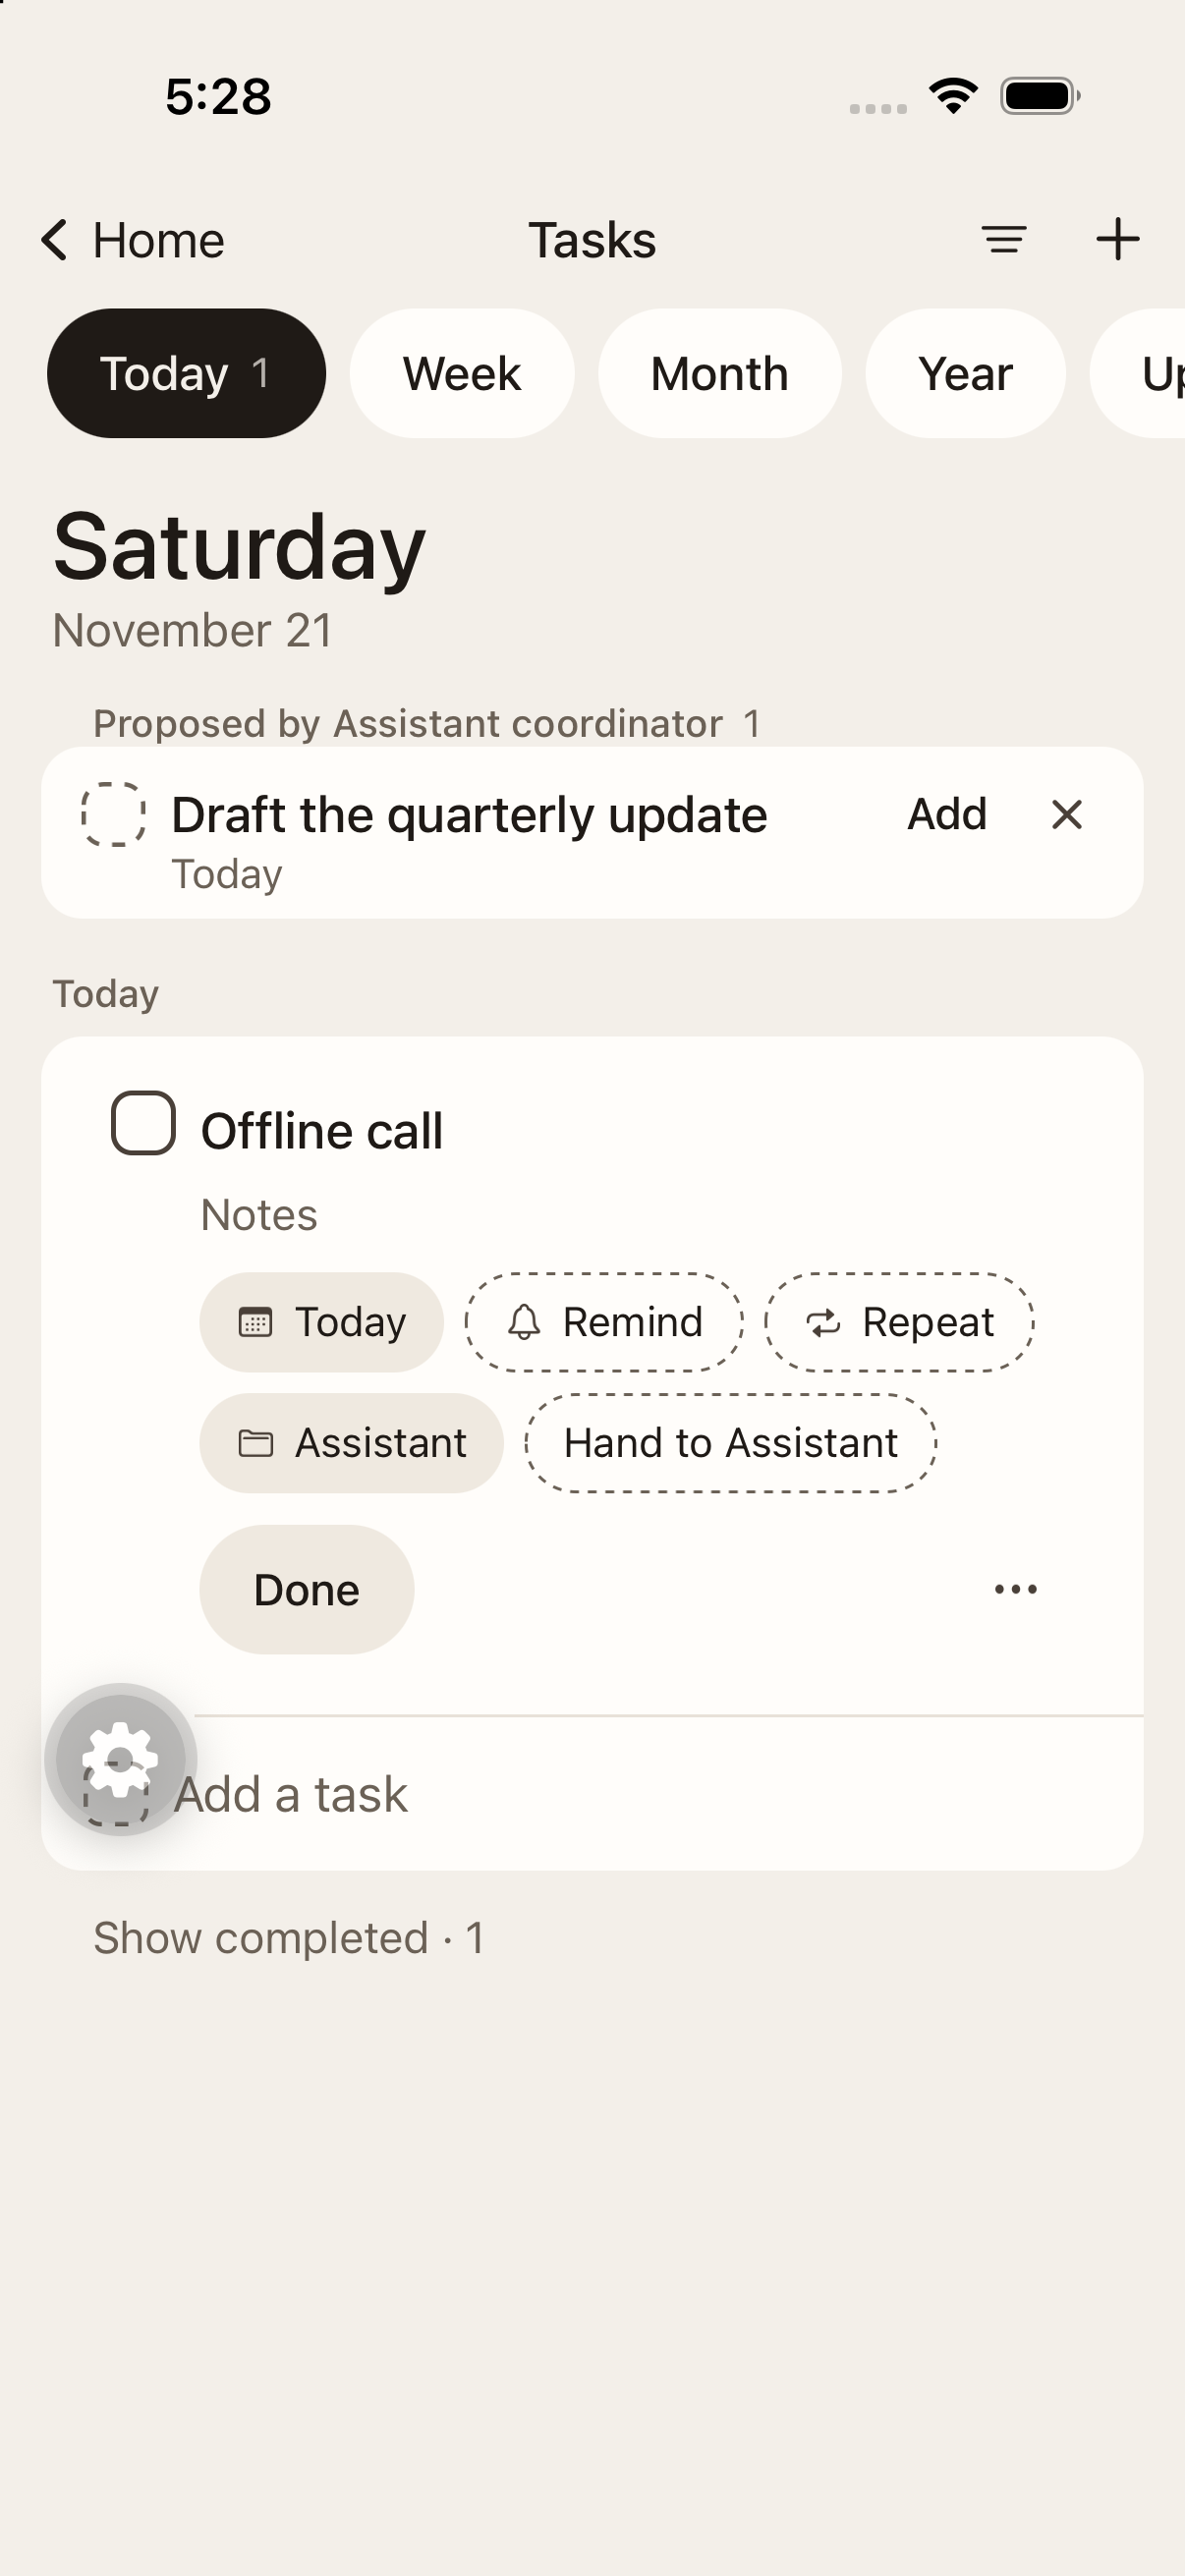 5:28
Home
Tasks
Today 1
Week
Month
Year
Up
Saturday
November 21
Proposed by Assistant coordinator 1
Draft the quarterly update
Add
Today
Today
Offline call
Notes
Today
Remind
Repeat
Assistant
Hand to Assistant
Done
Add a task
Show completed · 1